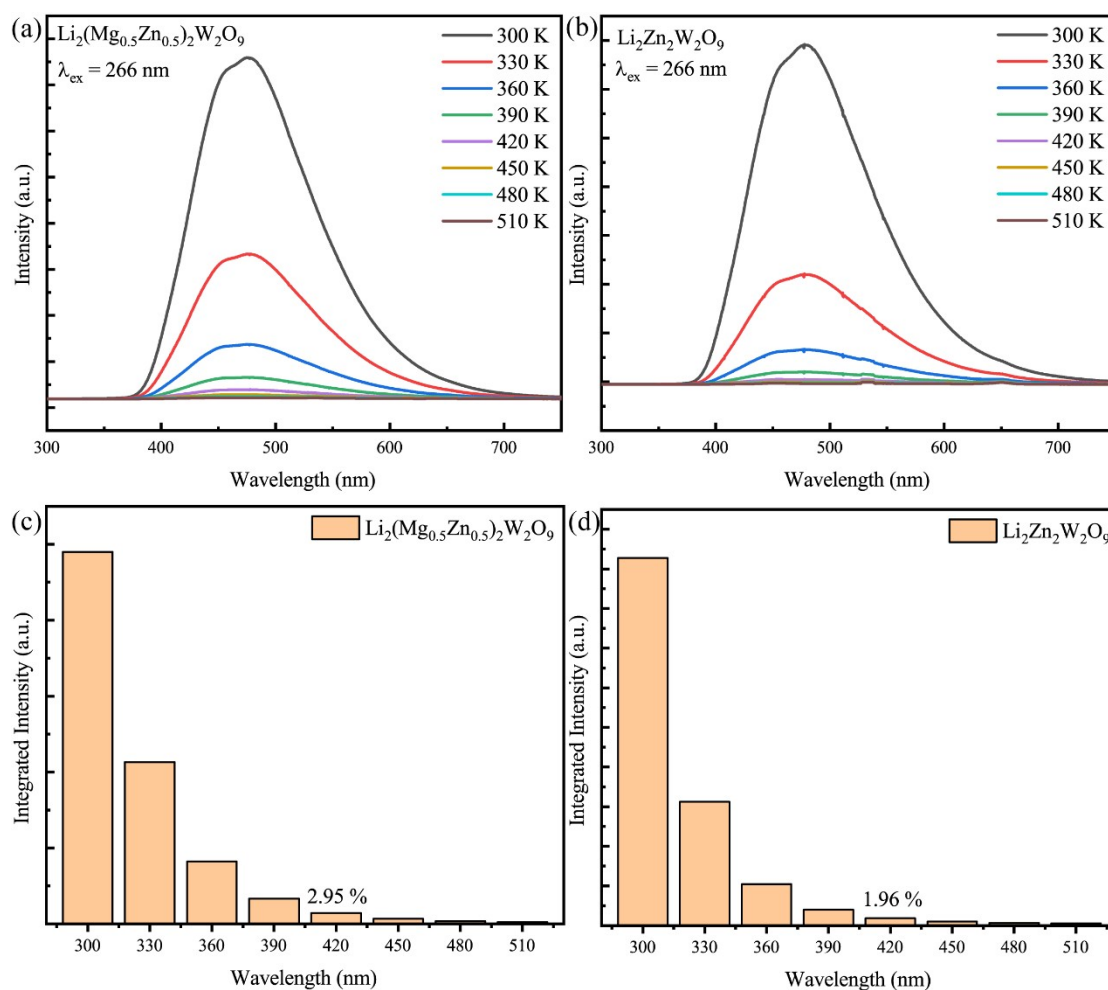 (a)
Li₂(Mg₀.₅Zn₀.₅)₂W₂O₉
λₑₓ = 266 nm
300 K
330 K
360 K
390 K
420 K
450 K
480 K
510 K
Intensity (a.u.)
300 400 500 600 700
Wavelength (nm)
(b)
Li₂Zn₂W₂O₉
λₑₓ = 266 nm
300 K
330 K
360 K
390 K
420 K
450 K
480 K
510 K
Intensity (a.u.)
300 400 500 600 700
Wavelength (nm)
(c)
Li₂(Mg₀.₅Zn₀.₅)₂W₂O₉
Integrated Intensity (a.u.)
2.95 %
300 330 360 390 420 450 480 510
Wavelength (nm)
(d)
Li₂Zn₂W₂O₉
Integrated Intensity (a.u.)
1.96 %
300 330 360 390 420 450 480 510
Wavelength (nm)